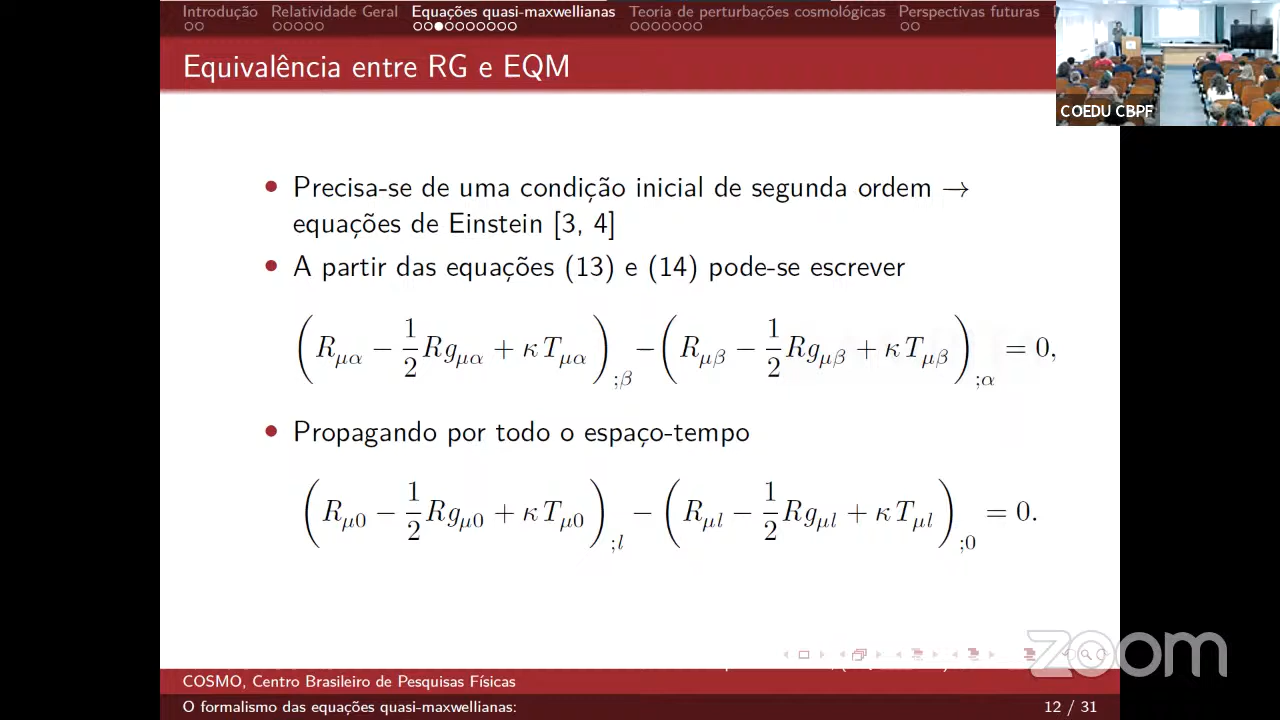 Introdução Relatividade Geral Equações quasi-maxwellianas Teoria de perturbações cosmológicas Perspectivas futuras
Equivalência entre RG e EQM
COEDU CBPF
• Precisa-se de uma condição inicial de segunda ordem →
equações de Einstein [3, 4]
• A partir das equações (13) e (14) pode-se escrever
(R_{μα} − 1/2 Rg_{μα} + κT_{μα})_{;β} − (R_{μβ} − 1/2 Rg_{μβ} + κT_{μβ})_{;α} = 0,
• Propagando por todo o espaço-tempo
(R_{μ0} − 1/2 Rg_{μ0} + κT_{μ0})_{;l} − (R_{μl} − 1/2 Rg_{μl} + κT_{μl})_{;0} = 0.
zoom
COSMO, Centro Brasileiro de Pesquisas Físicas
O formalismo das equações quasi-maxwellianas: 12 / 31